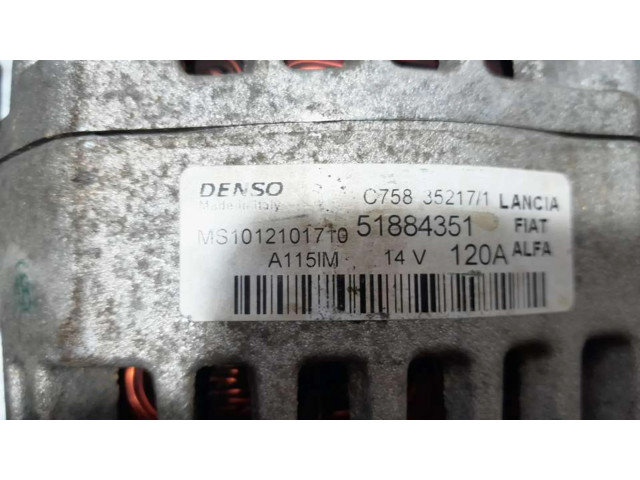 DENSO C758 35217/1 LANCIA
Made in Italy
MS1012101710 51884351 FIAT
A115IM 14 V 120A ALFA